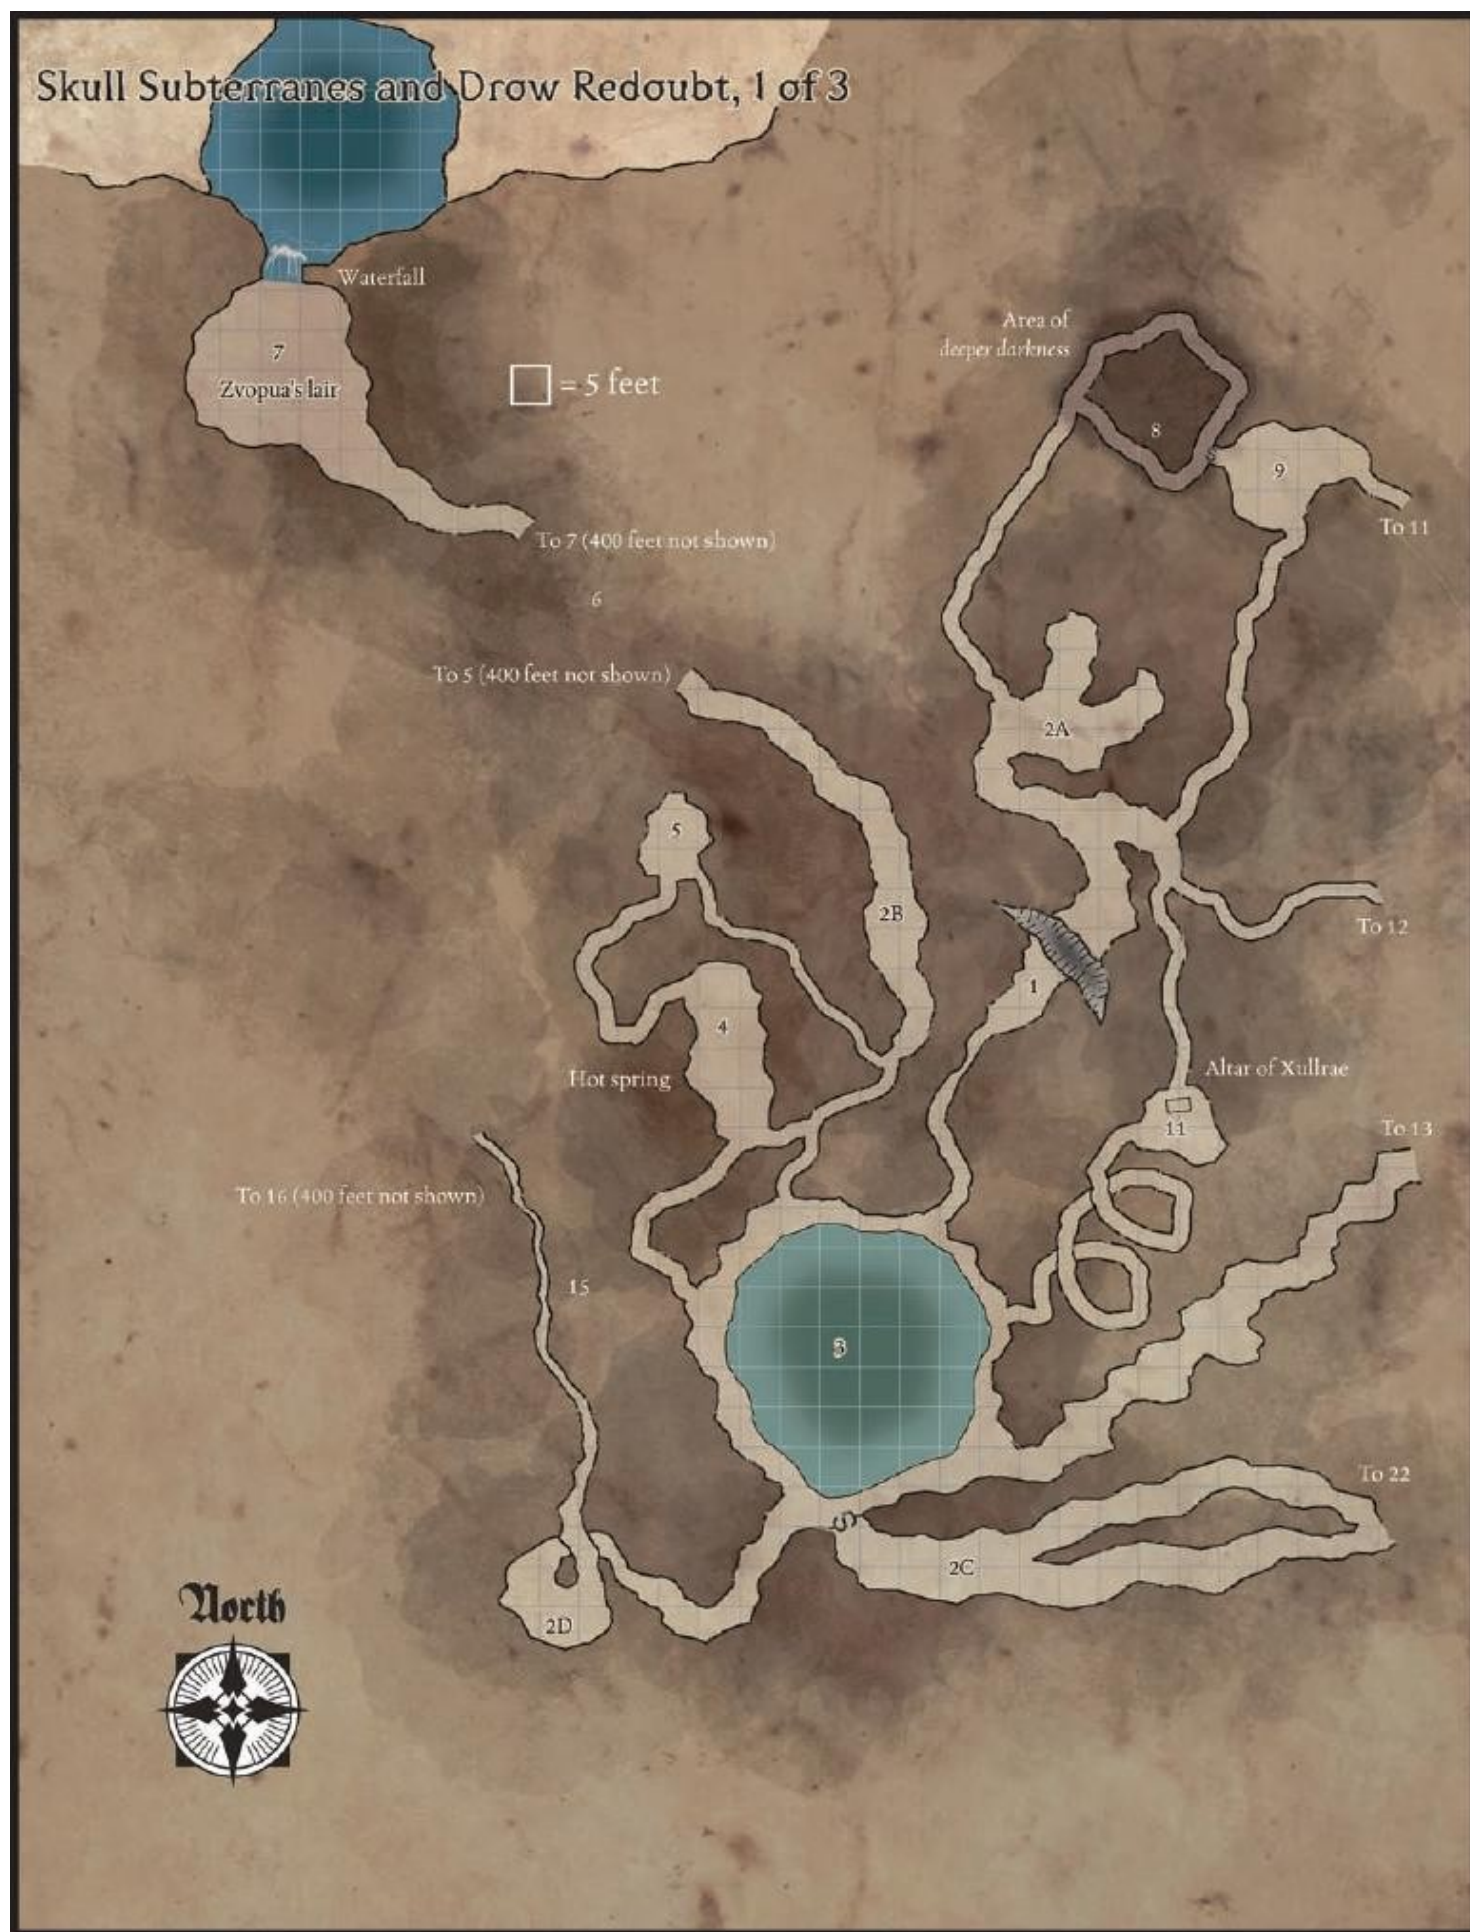 Skull Subterranes and Drow Redoubt, 1 of 3
Waterfall
7
Zvopua's lair
= 5 feet
To 7 (400 feet not shown)
6
To 5 (400 feet not shown)
Area of
deeper darkness
8
S
9
To 11
2A
5
2B
To 12
1
4
Hot spring
Altar of Xullrae
11
To 13
To 16 (400 feet not shown)
15
3
To 22
S
2C
2D
North